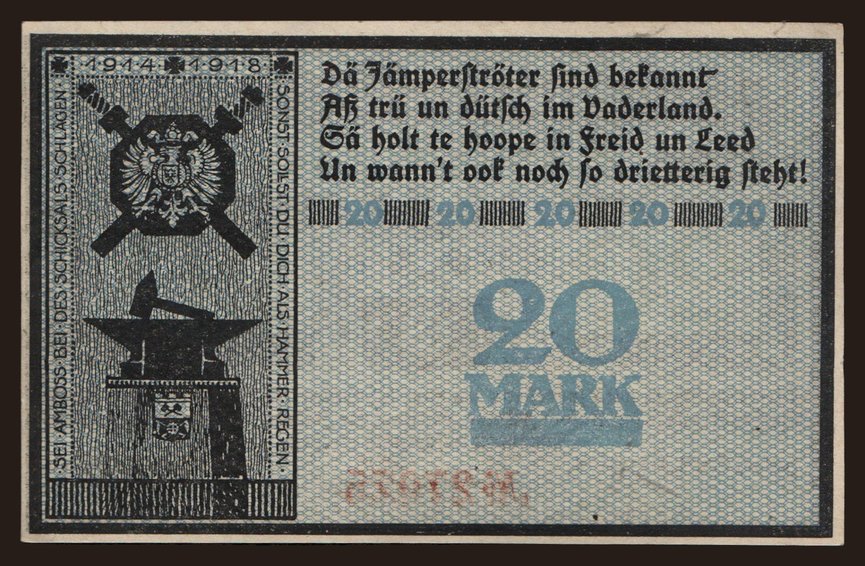 1914 1918
SEI · AMBOSS · BEI · DES · SCHICKSALS · SCHLAGEN
SONST · SOLLST · DU · DICH · ALS · HAMMER · REGEN ·
Dä Jämperströter sind bekannt
Aß trü un dütsch im Vaderland.
Sä holt te hoope in Freid un Leed
Un wann't ook noch so drietterig steht!
20 20 20 20 20
20
MARK